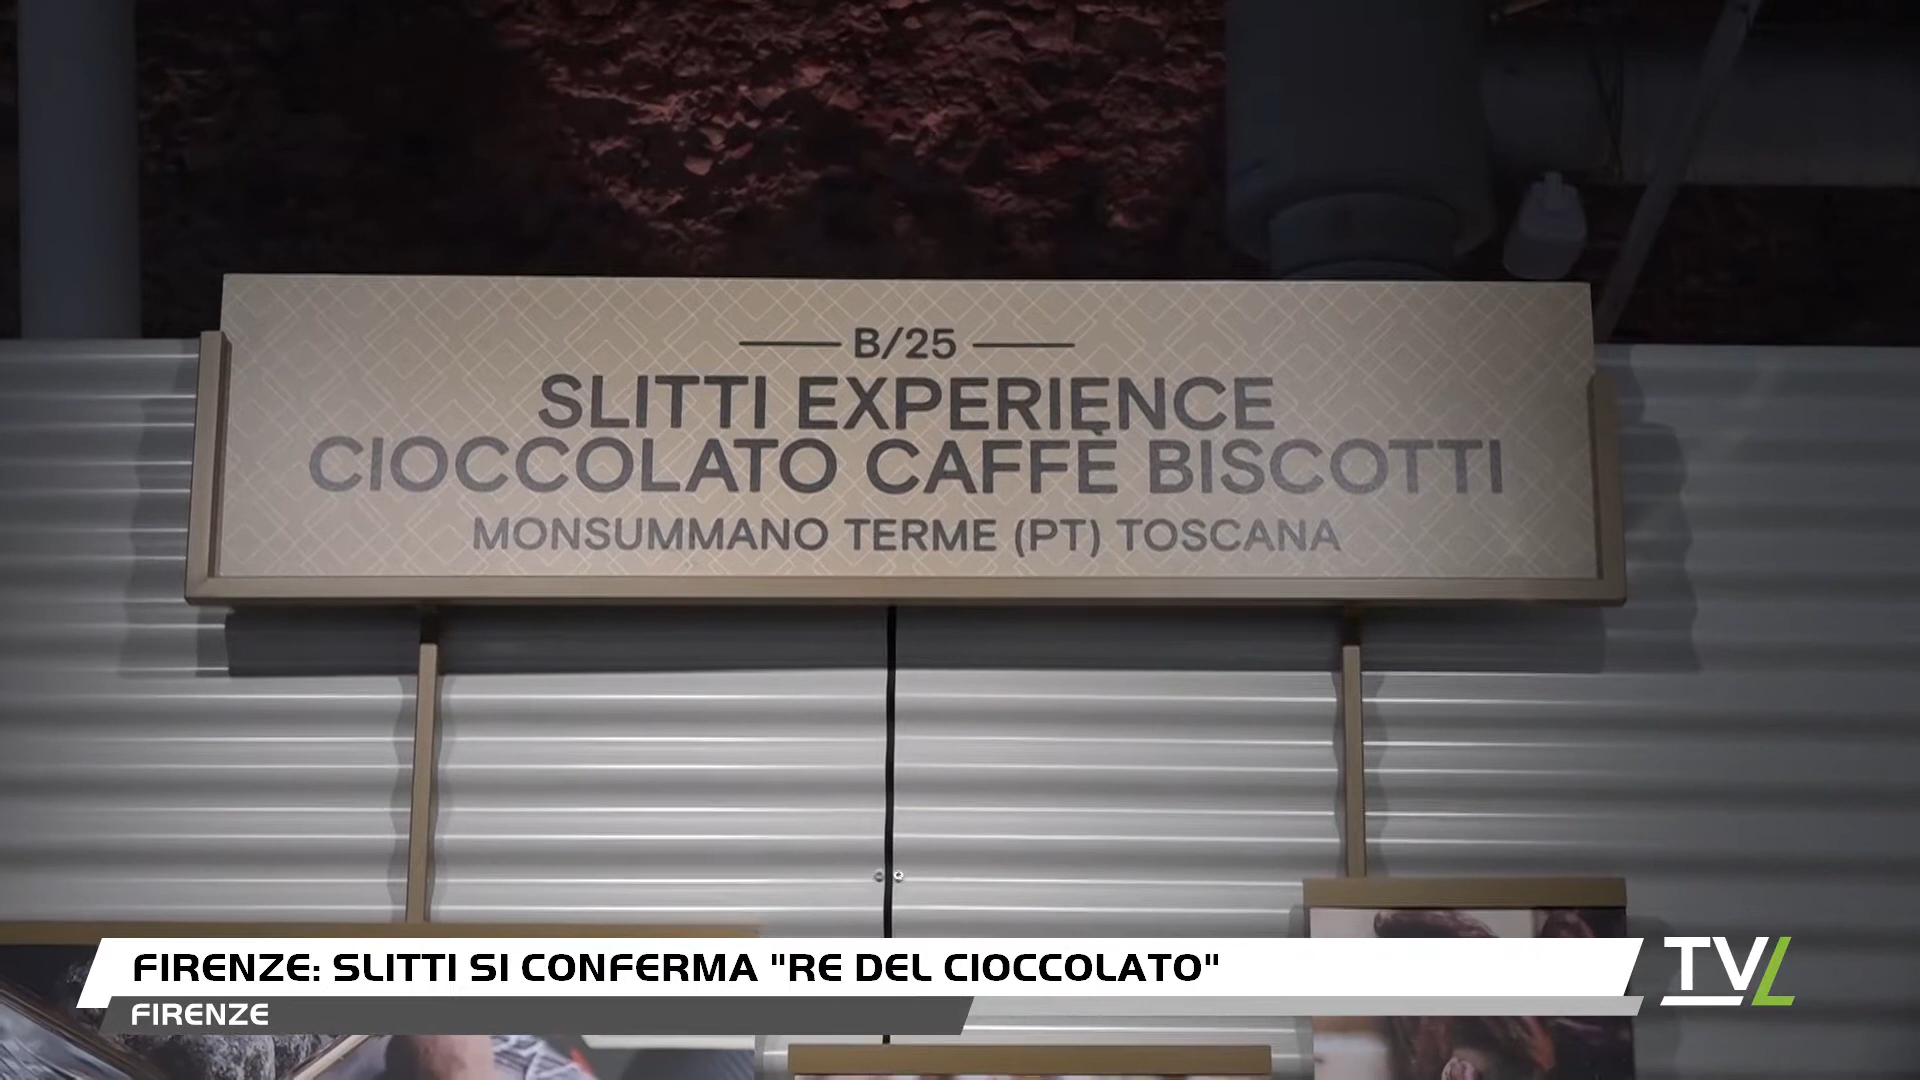 B/25
SLITTI EXPERIENCE
CIOCCOLATO CAFFÈ BISCOTTI
MONSUMMANO TERME (PT) TOSCANA
FIRENZE: SLITTI SI CONFERMA "RE DEL CIOCCOLATO"
FIRENZE
TVL